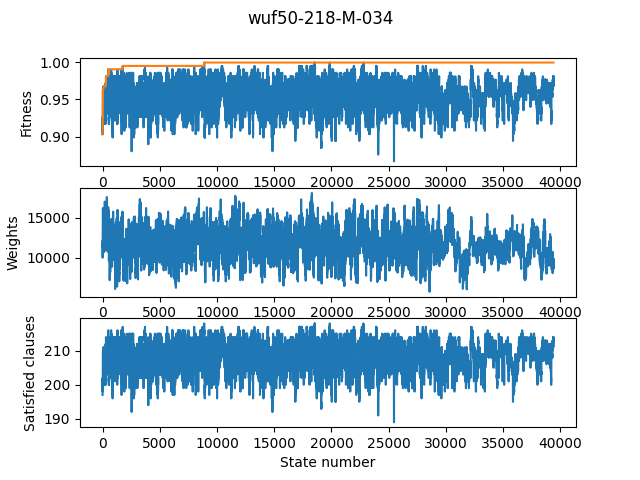 wuf50-218-M-034
1.00
0.95
0.90
Fitness
0 5000 10000 15000 20000 25000 30000 35000 40000
15000
10000
Weights
0 5000 10000 15000 20000 25000 30000 35000 40000
210
200
190
Satisfied clauses
0 5000 10000 15000 20000 25000 30000 35000 40000
State number